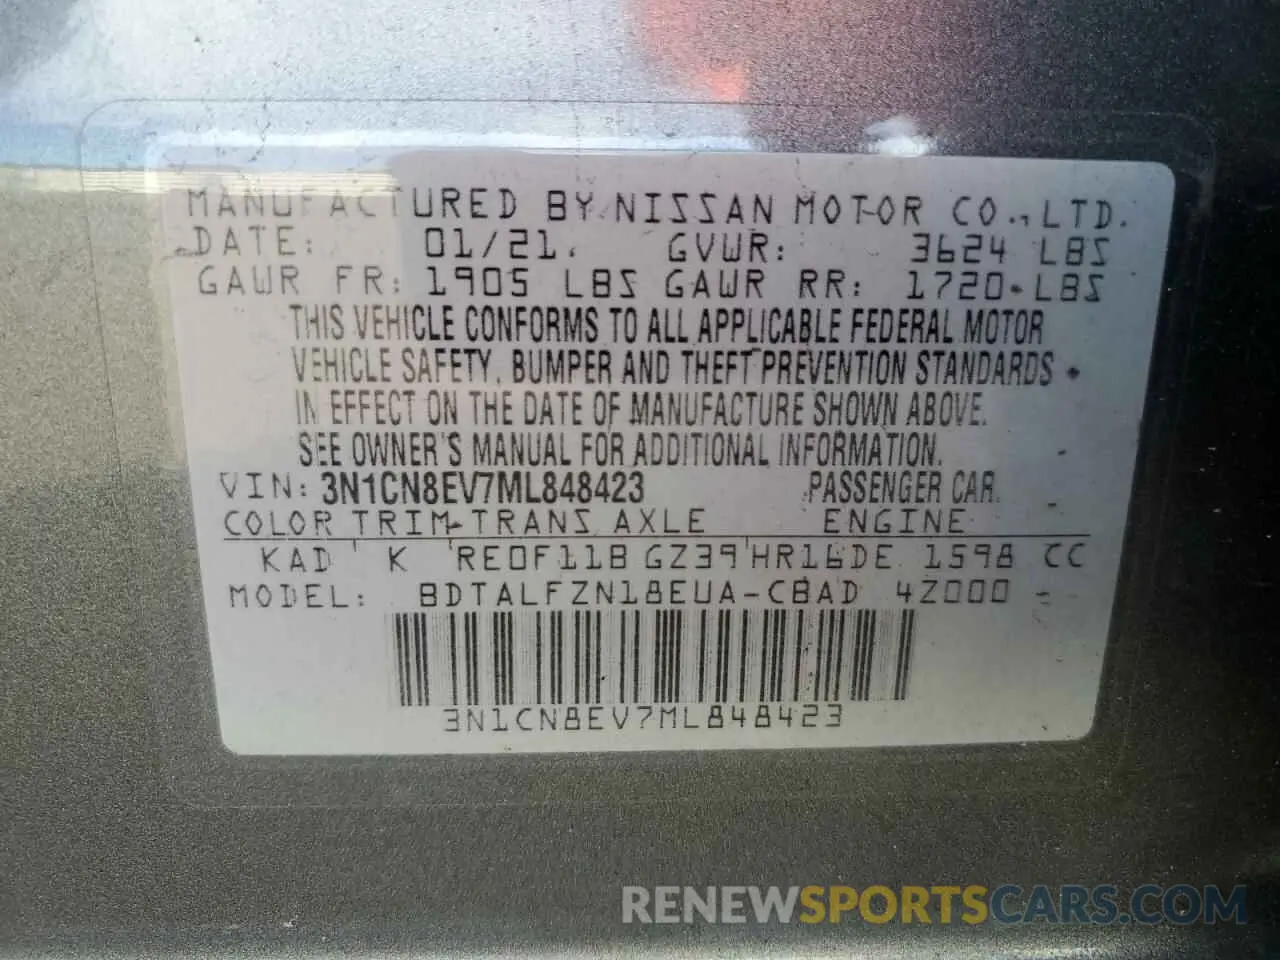 MANUFACTURED BY NISSAN MOTOR CO., LTD.
DATE: 01/21 GVWR: 3624 LBS
GAWR FR: 1905 LBS GAWR RR: 1720 LBS
THIS VEHICLE CONFORMS TO ALL APPLICABLE FEDERAL MOTOR
VEHICLE SAFETY, BUMPER AND THEFT PREVENTION STANDARDS
IN EFFECT ON THE DATE OF MANUFACTURE SHOWN ABOVE.
SEE OWNER'S MANUAL FOR ADDITIONAL INFORMATION.
VIN: 3N1CN8EV7ML848423 PASSENGER CAR
COLOR TRIM TRANS AXLE ENGINE
KAD K RE0F11B GZ39 HR16DE 1598 CC
MODEL: BDTALFZN18EUA-CBAD 4Z000
3N1CN8EV7ML848423
RENEWSPORTSCARS.COM